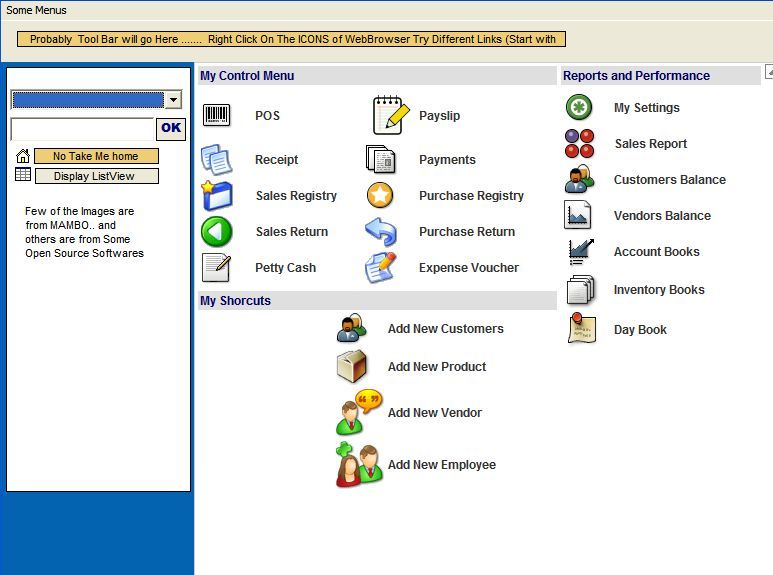 Some Menus
Probably Tool Bar will go Here ....... Right Click On The ICONS of WebBrowser Try Different Links (Start with
OK
No Take Me home
Display ListView
Few of the Images are
from MAMBO.. and
others are from Some
Open Source Softwares
My Control Menu
POS
Payslip
Receipt
Payments
Sales Registry
Purchase Registry
Sales Return
Purchase Return
Petty Cash
Expense Voucher
My Shorcuts
Add New Customers
Add New Product
Add New Vendor
Add New Employee
Reports and Performance
My Settings
Sales Report
Customers Balance
Vendors Balance
Account Books
Inventory Books
Day Book